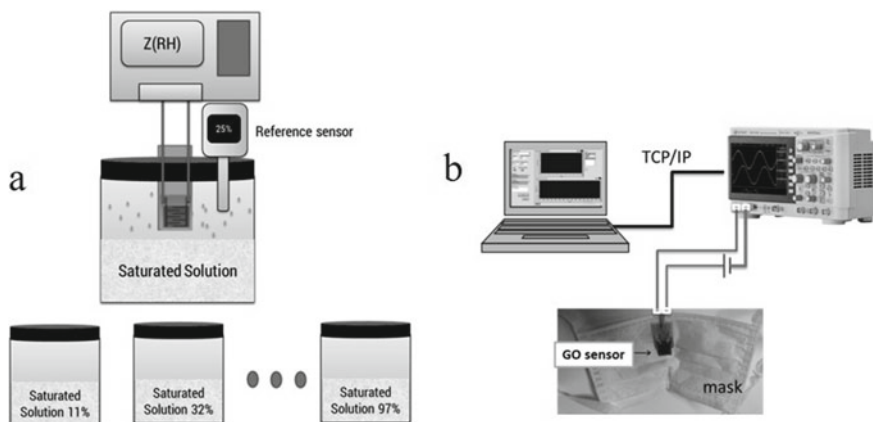 Z(RH)
25%
Reference sensor
a
Saturated Solution
Saturated
Solution 11%
Saturated
Solution 32%
Saturated
Solution 97%
b
TCP/IP
GO sensor
mask